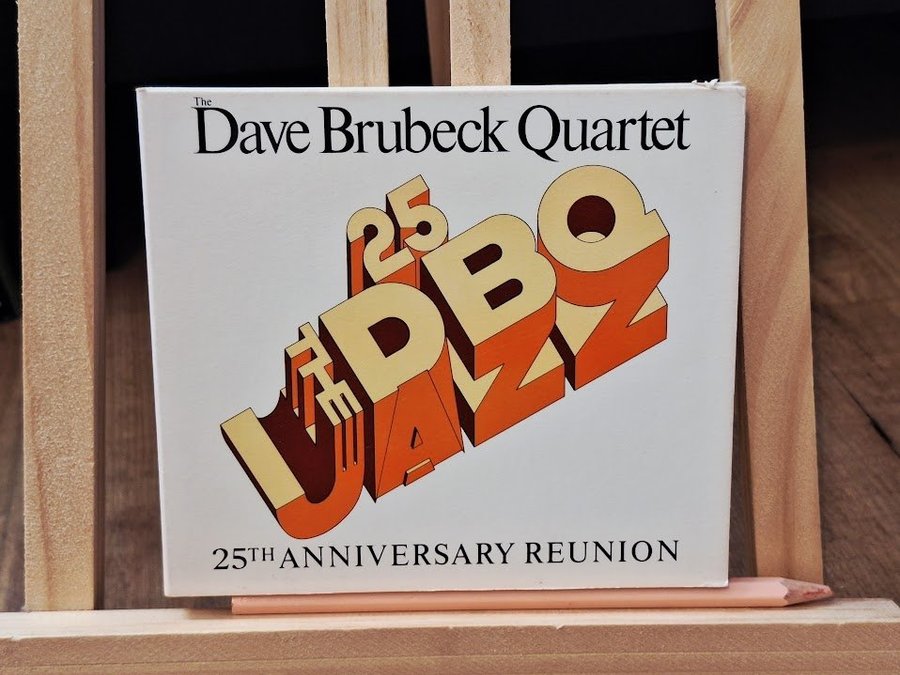 The
Dave Brubeck Quartet
25
THE DBQ
JAZZ
25TH ANNIVERSARY REUNION